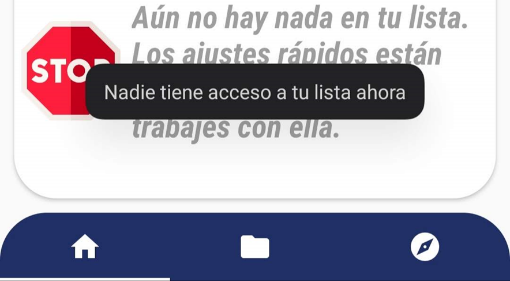 Aún no hay nada en tu lista.
Los ajustes rápidos están
STOP
Nadie tiene acceso a tu lista ahora
trabajes con ella.